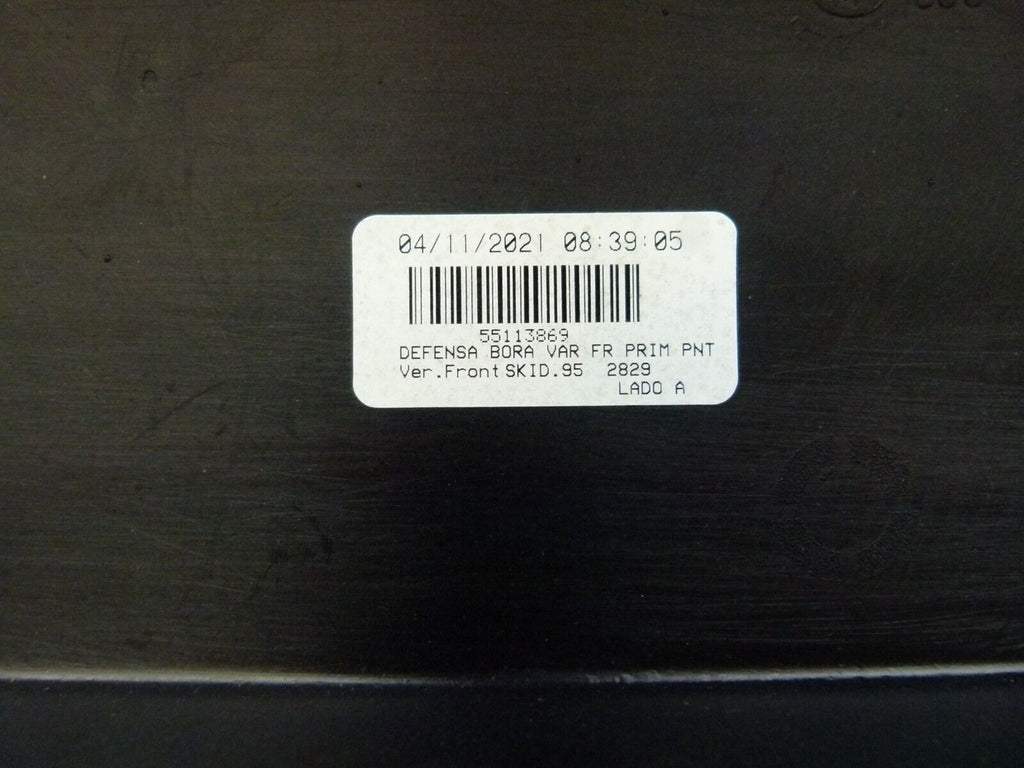 04/11/2021 08:39:05
55113869
DEFENSA BORA VAR FR PRIM PNT
Ver.Front SKID.95 2829
LADO A